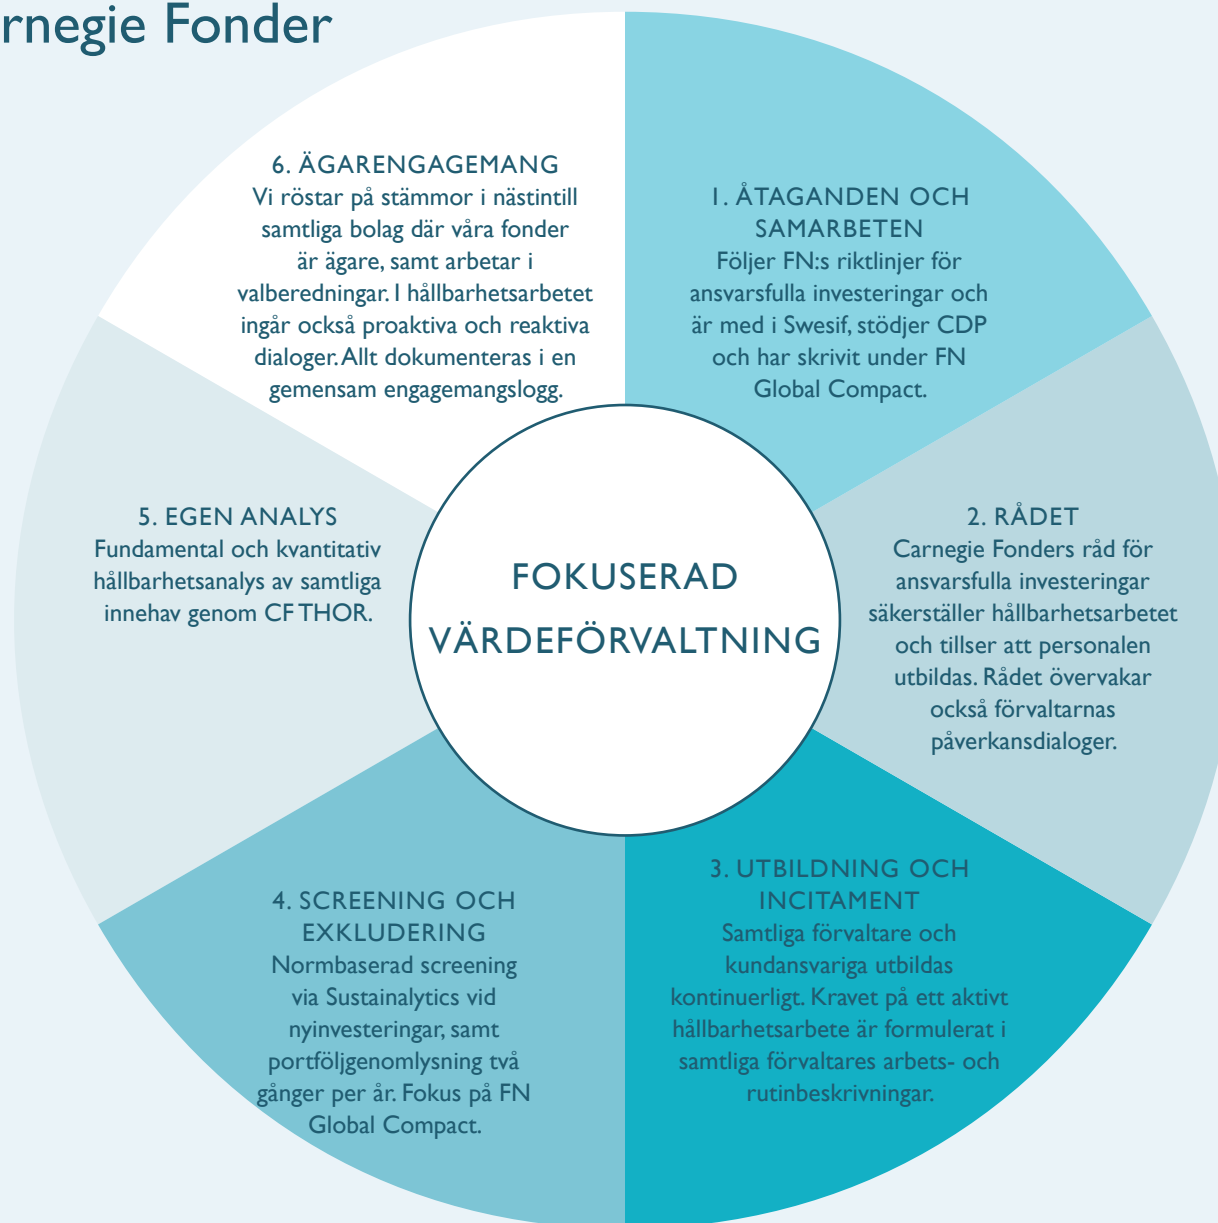 rnegie Fonder
6. ÄGARENGAGEMANG
Vi röstar på stämmor i nästintill
samtliga bolag där våra fonder
är ägare, samt arbetar i
valberedningar. I hållbarhetsarbetet
ingår också proaktiva och reaktiva
dialoger. Allt dokumenteras i en
gemensam engagemangslogg.
1. ÅTAGANDEN OCH
SAMARBETEN
Följer FN:s riktlinjer för
ansvarsfulla investeringar och
är med i Swesif, stödjer CDP
och har skrivit under FN
Global Compact.
5. EGEN ANALYS
Fundamental och kvantitativ
hållbarhetsanalys av samtliga
innehav genom CF THOR.
FOKUSERAD
VÄRDEFÖRVALTNING
2. RÅDET
Carnegie Fonders råd för
ansvarsfulla investeringar
säkerställer hållbarhetsarbetet
och tillser att personalen
utbildas. Rådet övervakar
också förvaltarnas
påverkansdialoger.
4. SCREENING OCH
EXKLUDERING
Normbaserad screening
via Sustainalytics vid
nyinvesteringar, samt
portföljgenomlysning två
gånger per år. Fokus på FN
Global Compact.
3. UTBILDNING OCH
INCITAMENT
Samtliga förvaltare och
kundansvariga utbildas
kontinuerligt. Kravet på ett aktivt
hållbarhetsarbete är formulerat i
samtliga förvaltares arbets- och
rutinbeskrivningar.